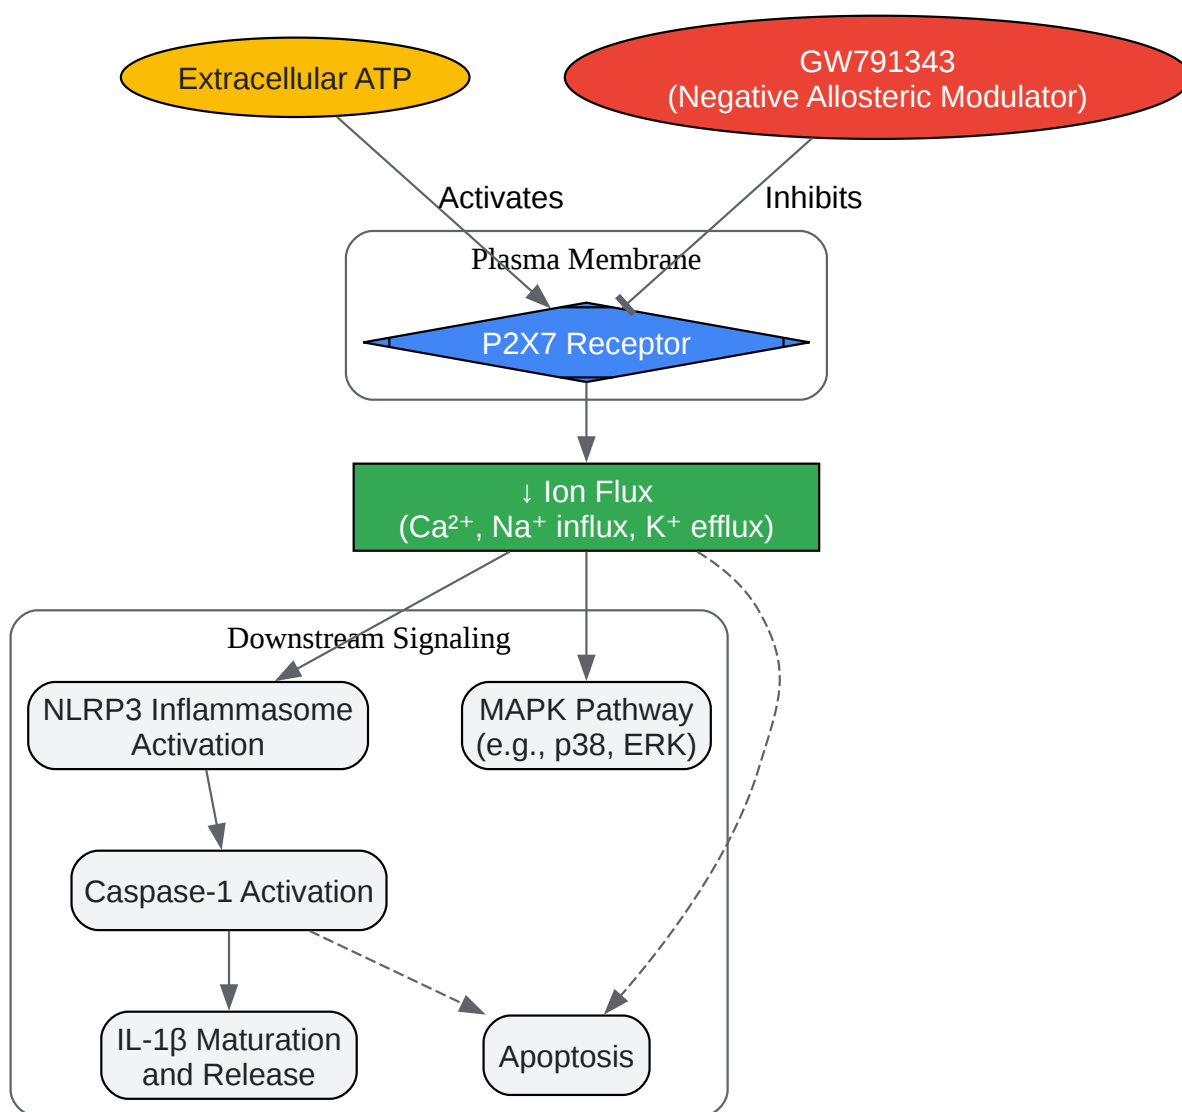 Extracellular ATP
GW791343
(Negative Allosteric Modulator)
Activates
Inhibits
Plasma Membrane
P2X7 Receptor
↓ Ion Flux
(Ca²⁺, Na⁺ influx, K⁺ efflux)
Downstream Signaling
NLRP3 Inflammasome
Activation
MAPK Pathway
(e.g., p38, ERK)
Caspase-1 Activation
IL-1β Maturation
and Release
Apoptosis